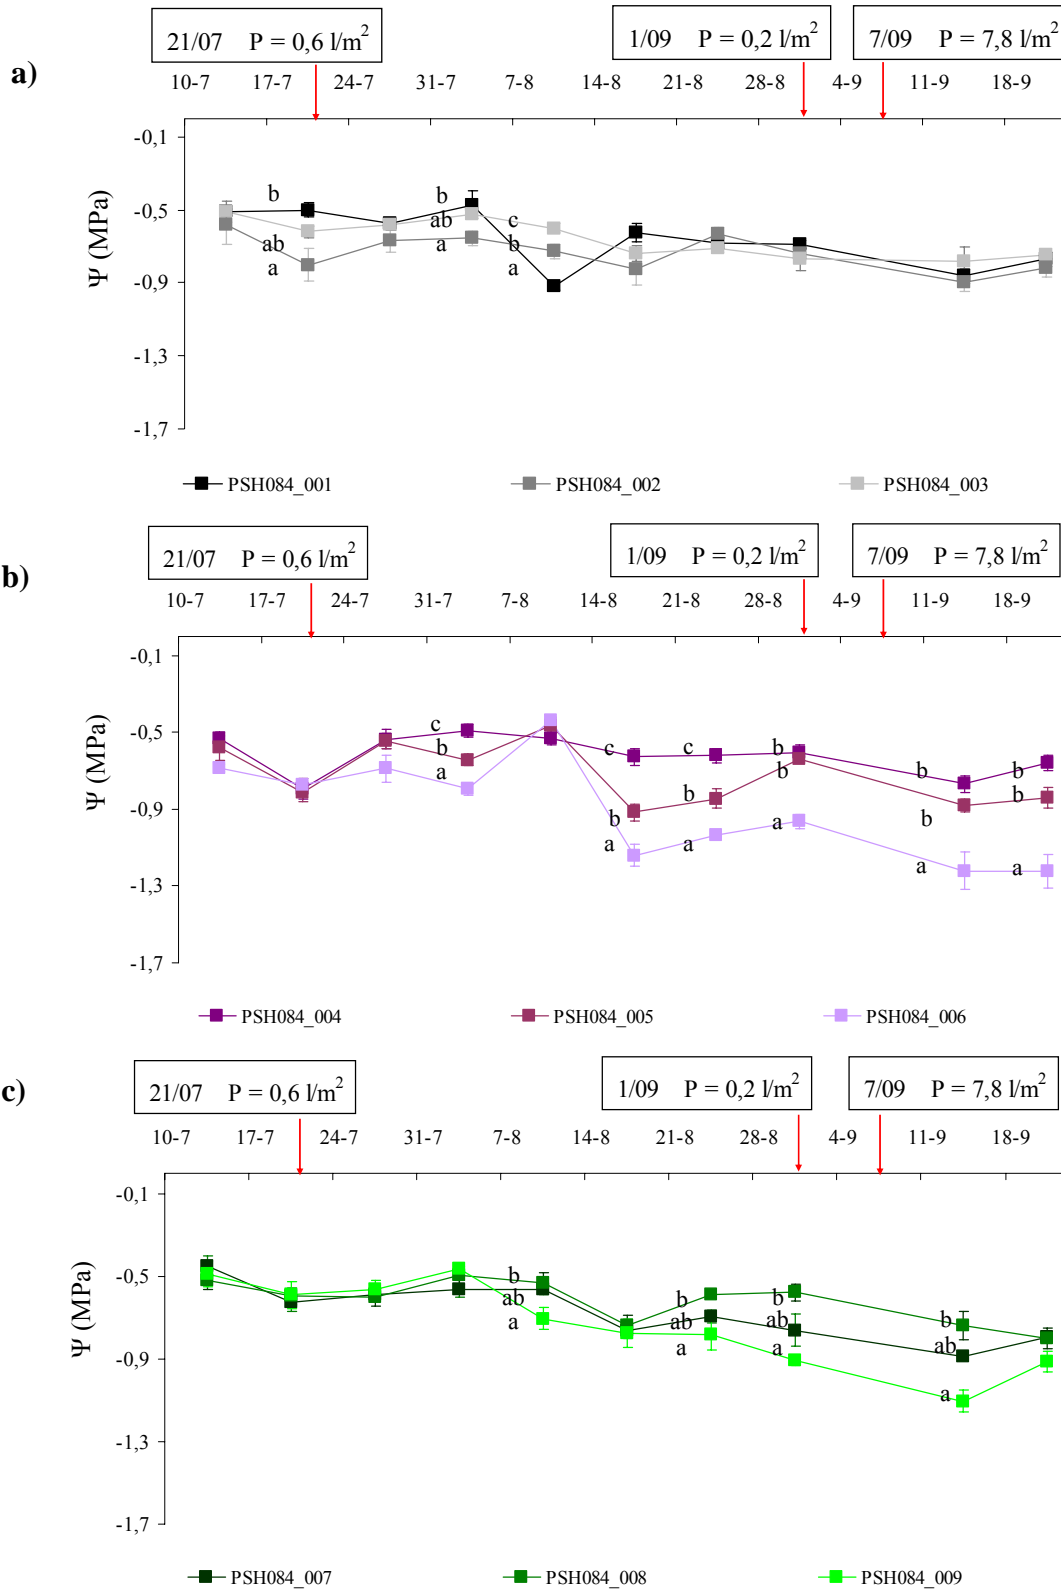 21/07 P = 0,6 l/m²
1/09 P = 0,2 l/m²
7/09 P = 7,8 l/m²
a)
10-7 17-7 24-7 31-7 7-8 14-8 21-8 28-8 4-9 11-9 18-9
-0,1
-0,5
-0,9
-1,3
-1,7
Ψ (MPa)
b
ab
a
b
ab
a
c
b
a
PSH084_001 PSH084_002 PSH084_003
21/07 P = 0,6 l/m²
1/09 P = 0,2 l/m²
7/09 P = 7,8 l/m²
b)
10-7 17-7 24-7 31-7 7-8 14-8 21-8 28-8 4-9 11-9 18-9
-0,1
-0,5
-0,9
-1,3
-1,7
Ψ (MPa)
c
b
a
c
b
a
c
b
a
b
b
a
b
b
a
b
b
a
PSH084_004 PSH084_005 PSH084_006
21/07 P = 0,6 l/m²
1/09 P = 0,2 l/m²
7/09 P = 7,8 l/m²
c)
10-7 17-7 24-7 31-7 7-8 14-8 21-8 28-8 4-9 11-9 18-9
-0,1
-0,5
-0,9
-1,3
-1,7
Ψ (MPa)
b
ab
a
b
ab
a
b
ab
a
b
ab
a
PSH084_007 PSH084_008 PSH084_009